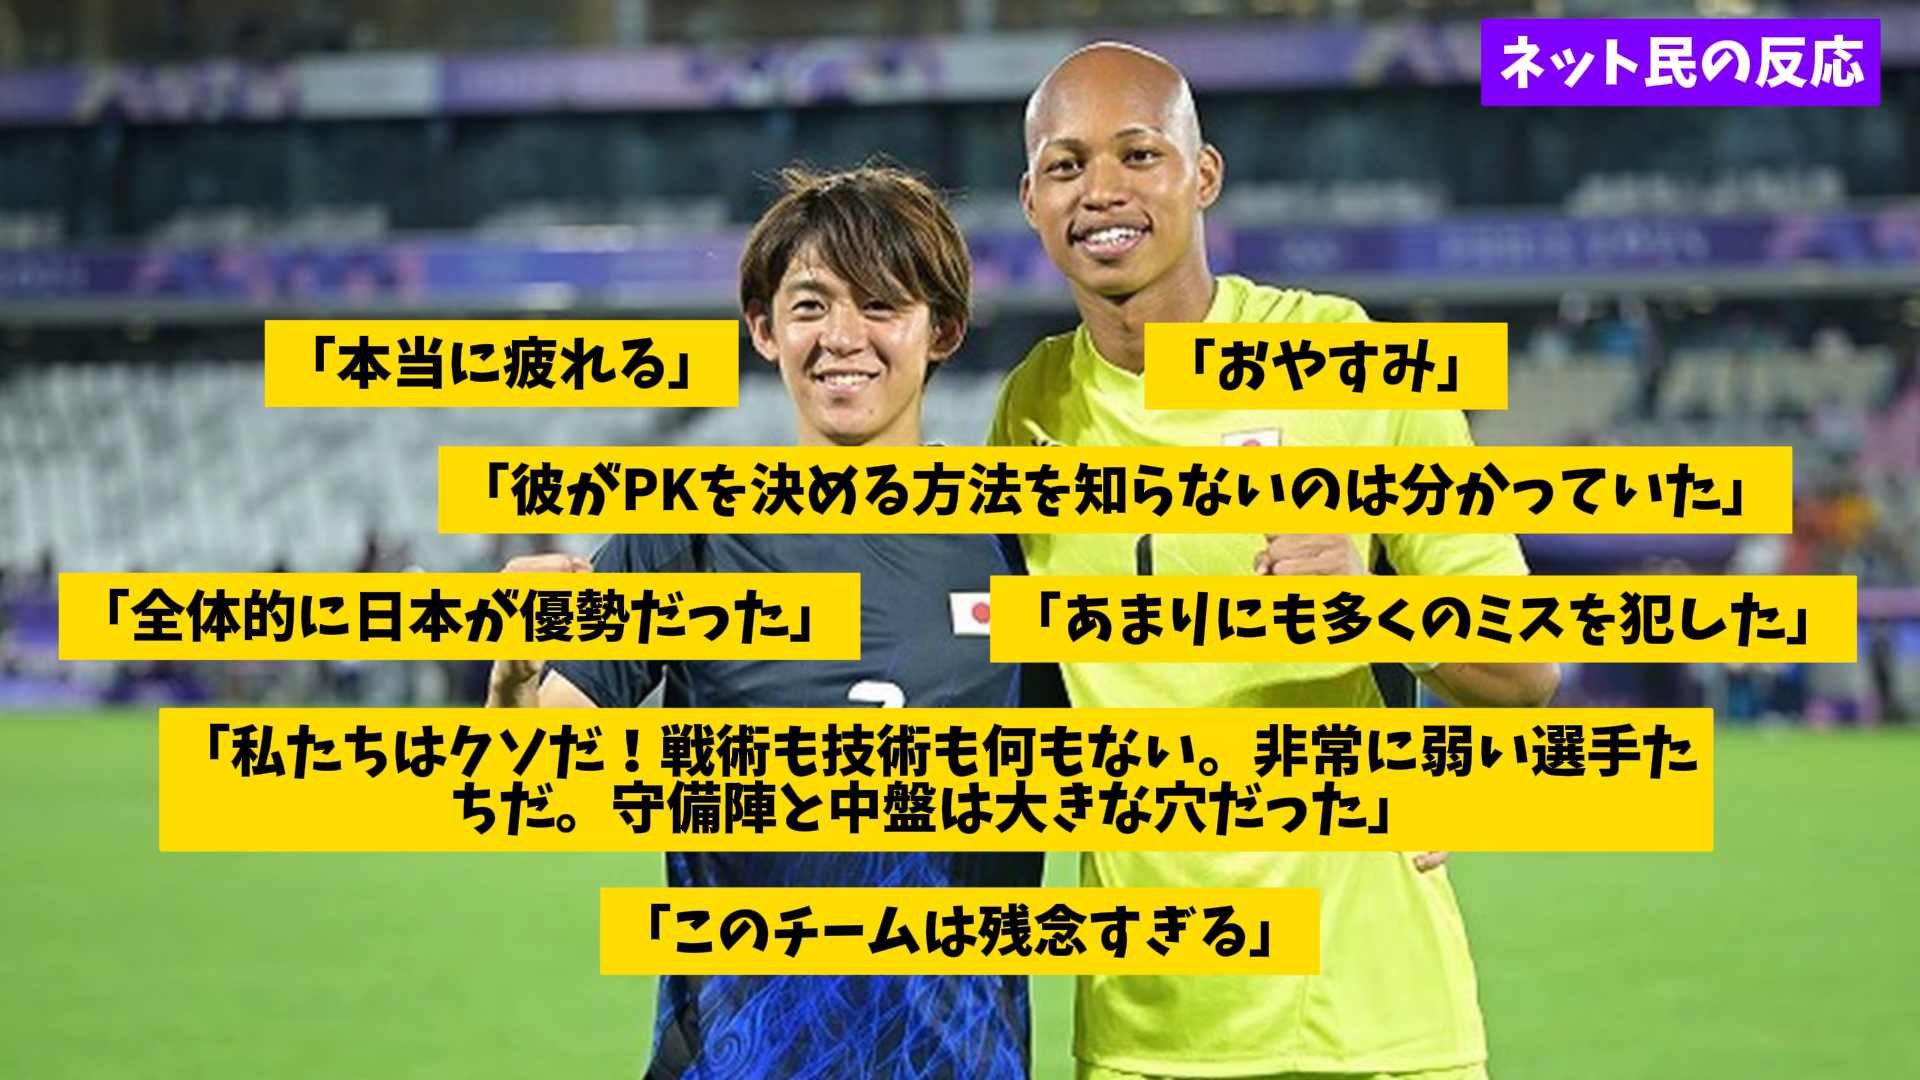 ネット民の反応
「本当に疲れる」
「おやすみ」
「彼がPKを決める方法を知らないのは分かっていた」
「全体的に日本が優勢だった」
「あまりにも多くのミスを犯した」
「私たちはクソだ！戦術も技術も何もない。非常に弱い選手た
ちだ。守備陣と中盤は大きな穴だった」
「このチームは残念すぎる」